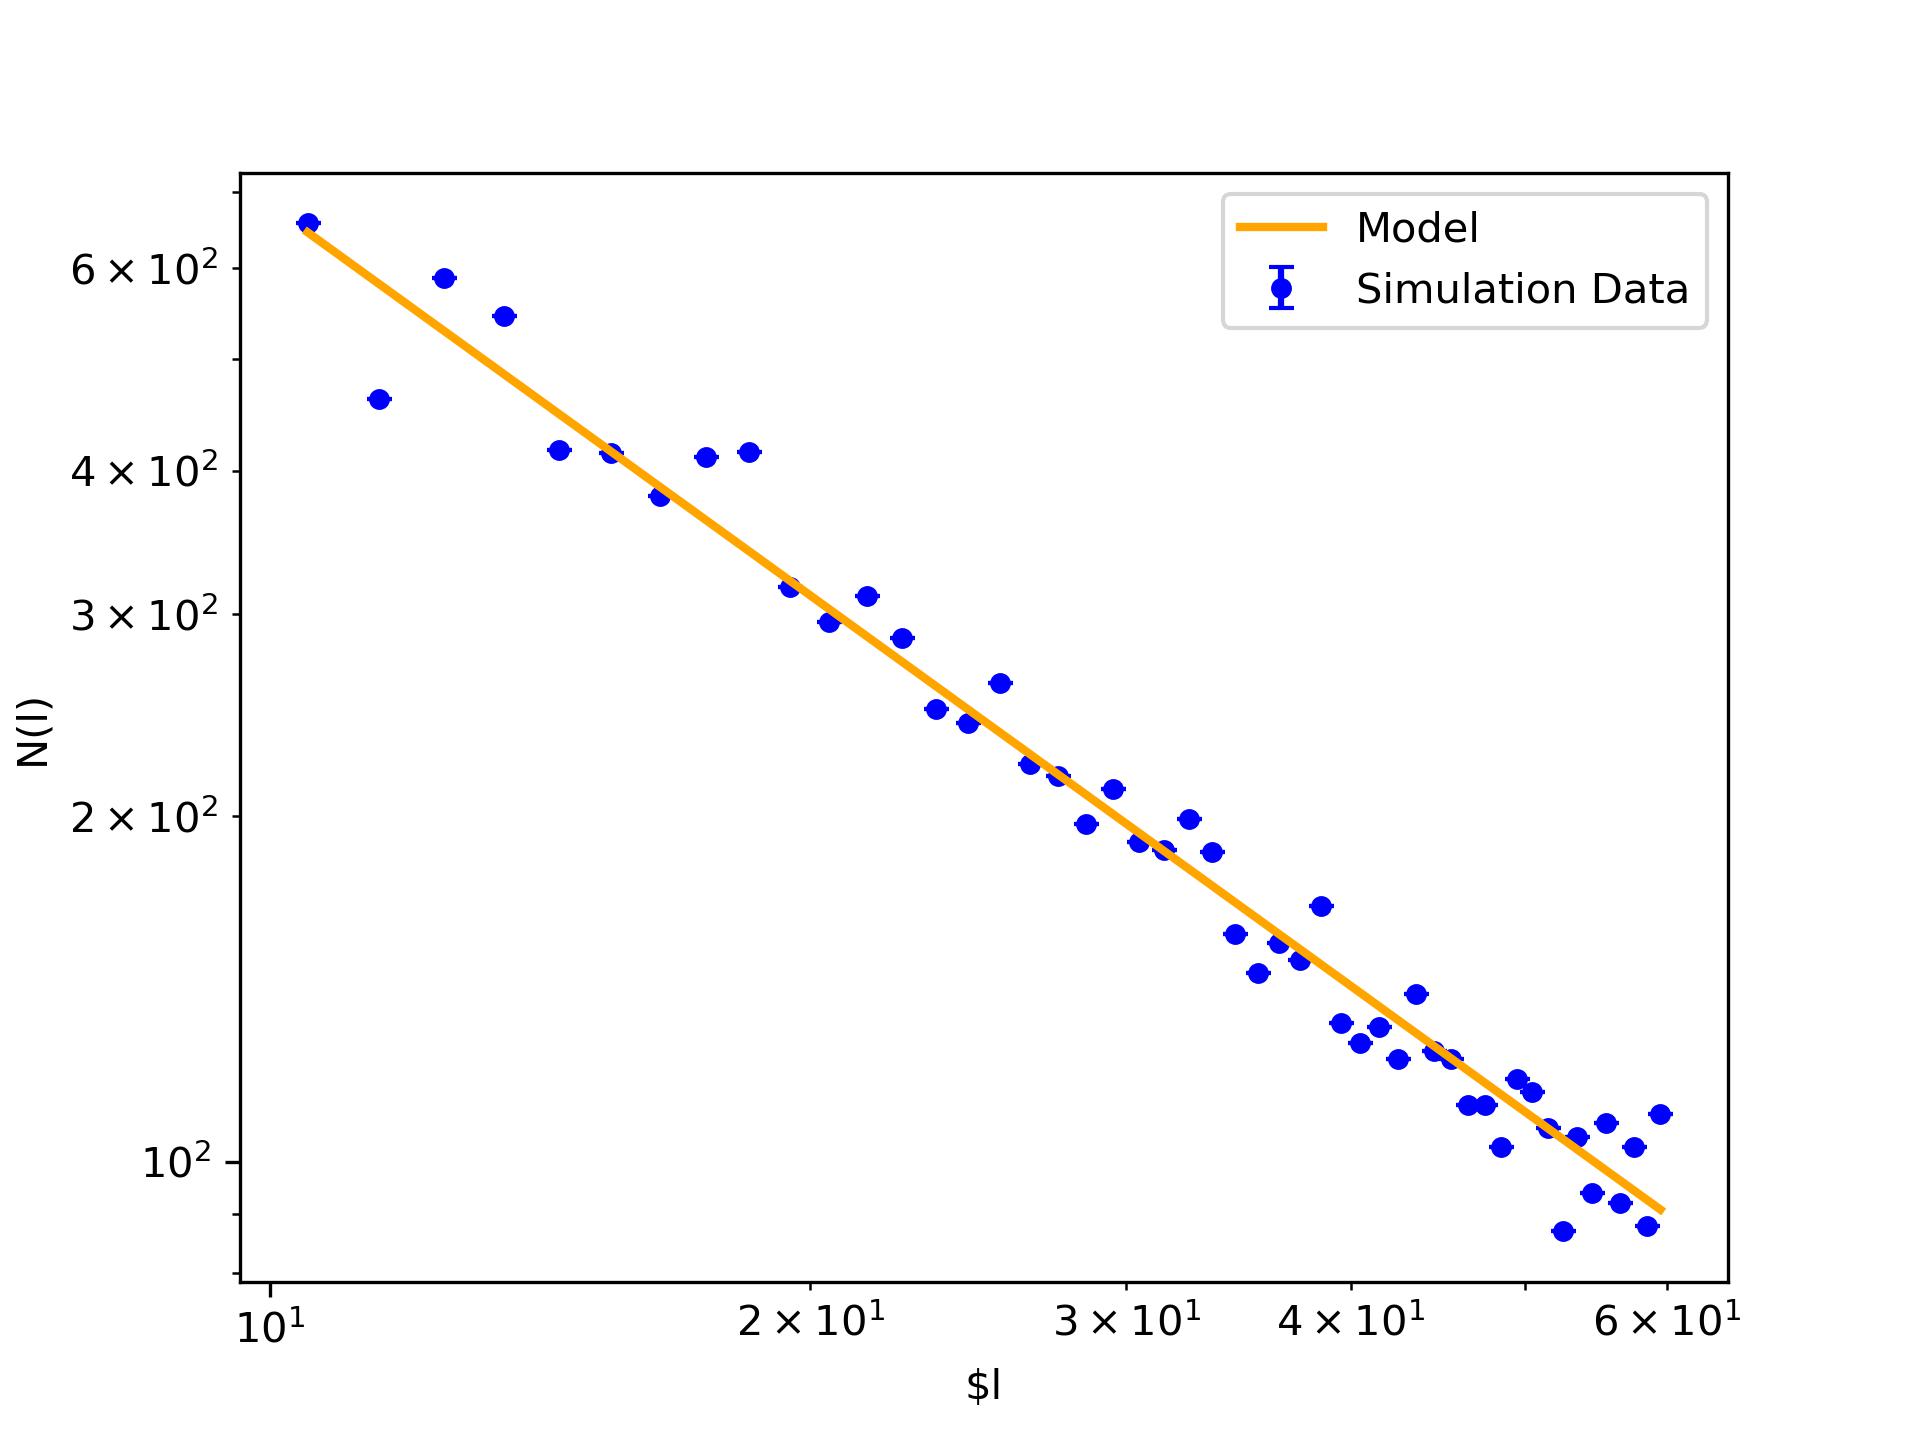 Model
Simulation Data
6 × 10²
4 × 10²
3 × 10²
2 × 10²
10²
N(l)
10¹
2 × 10¹
3 × 10¹
4 × 10¹
6 × 10¹
$l